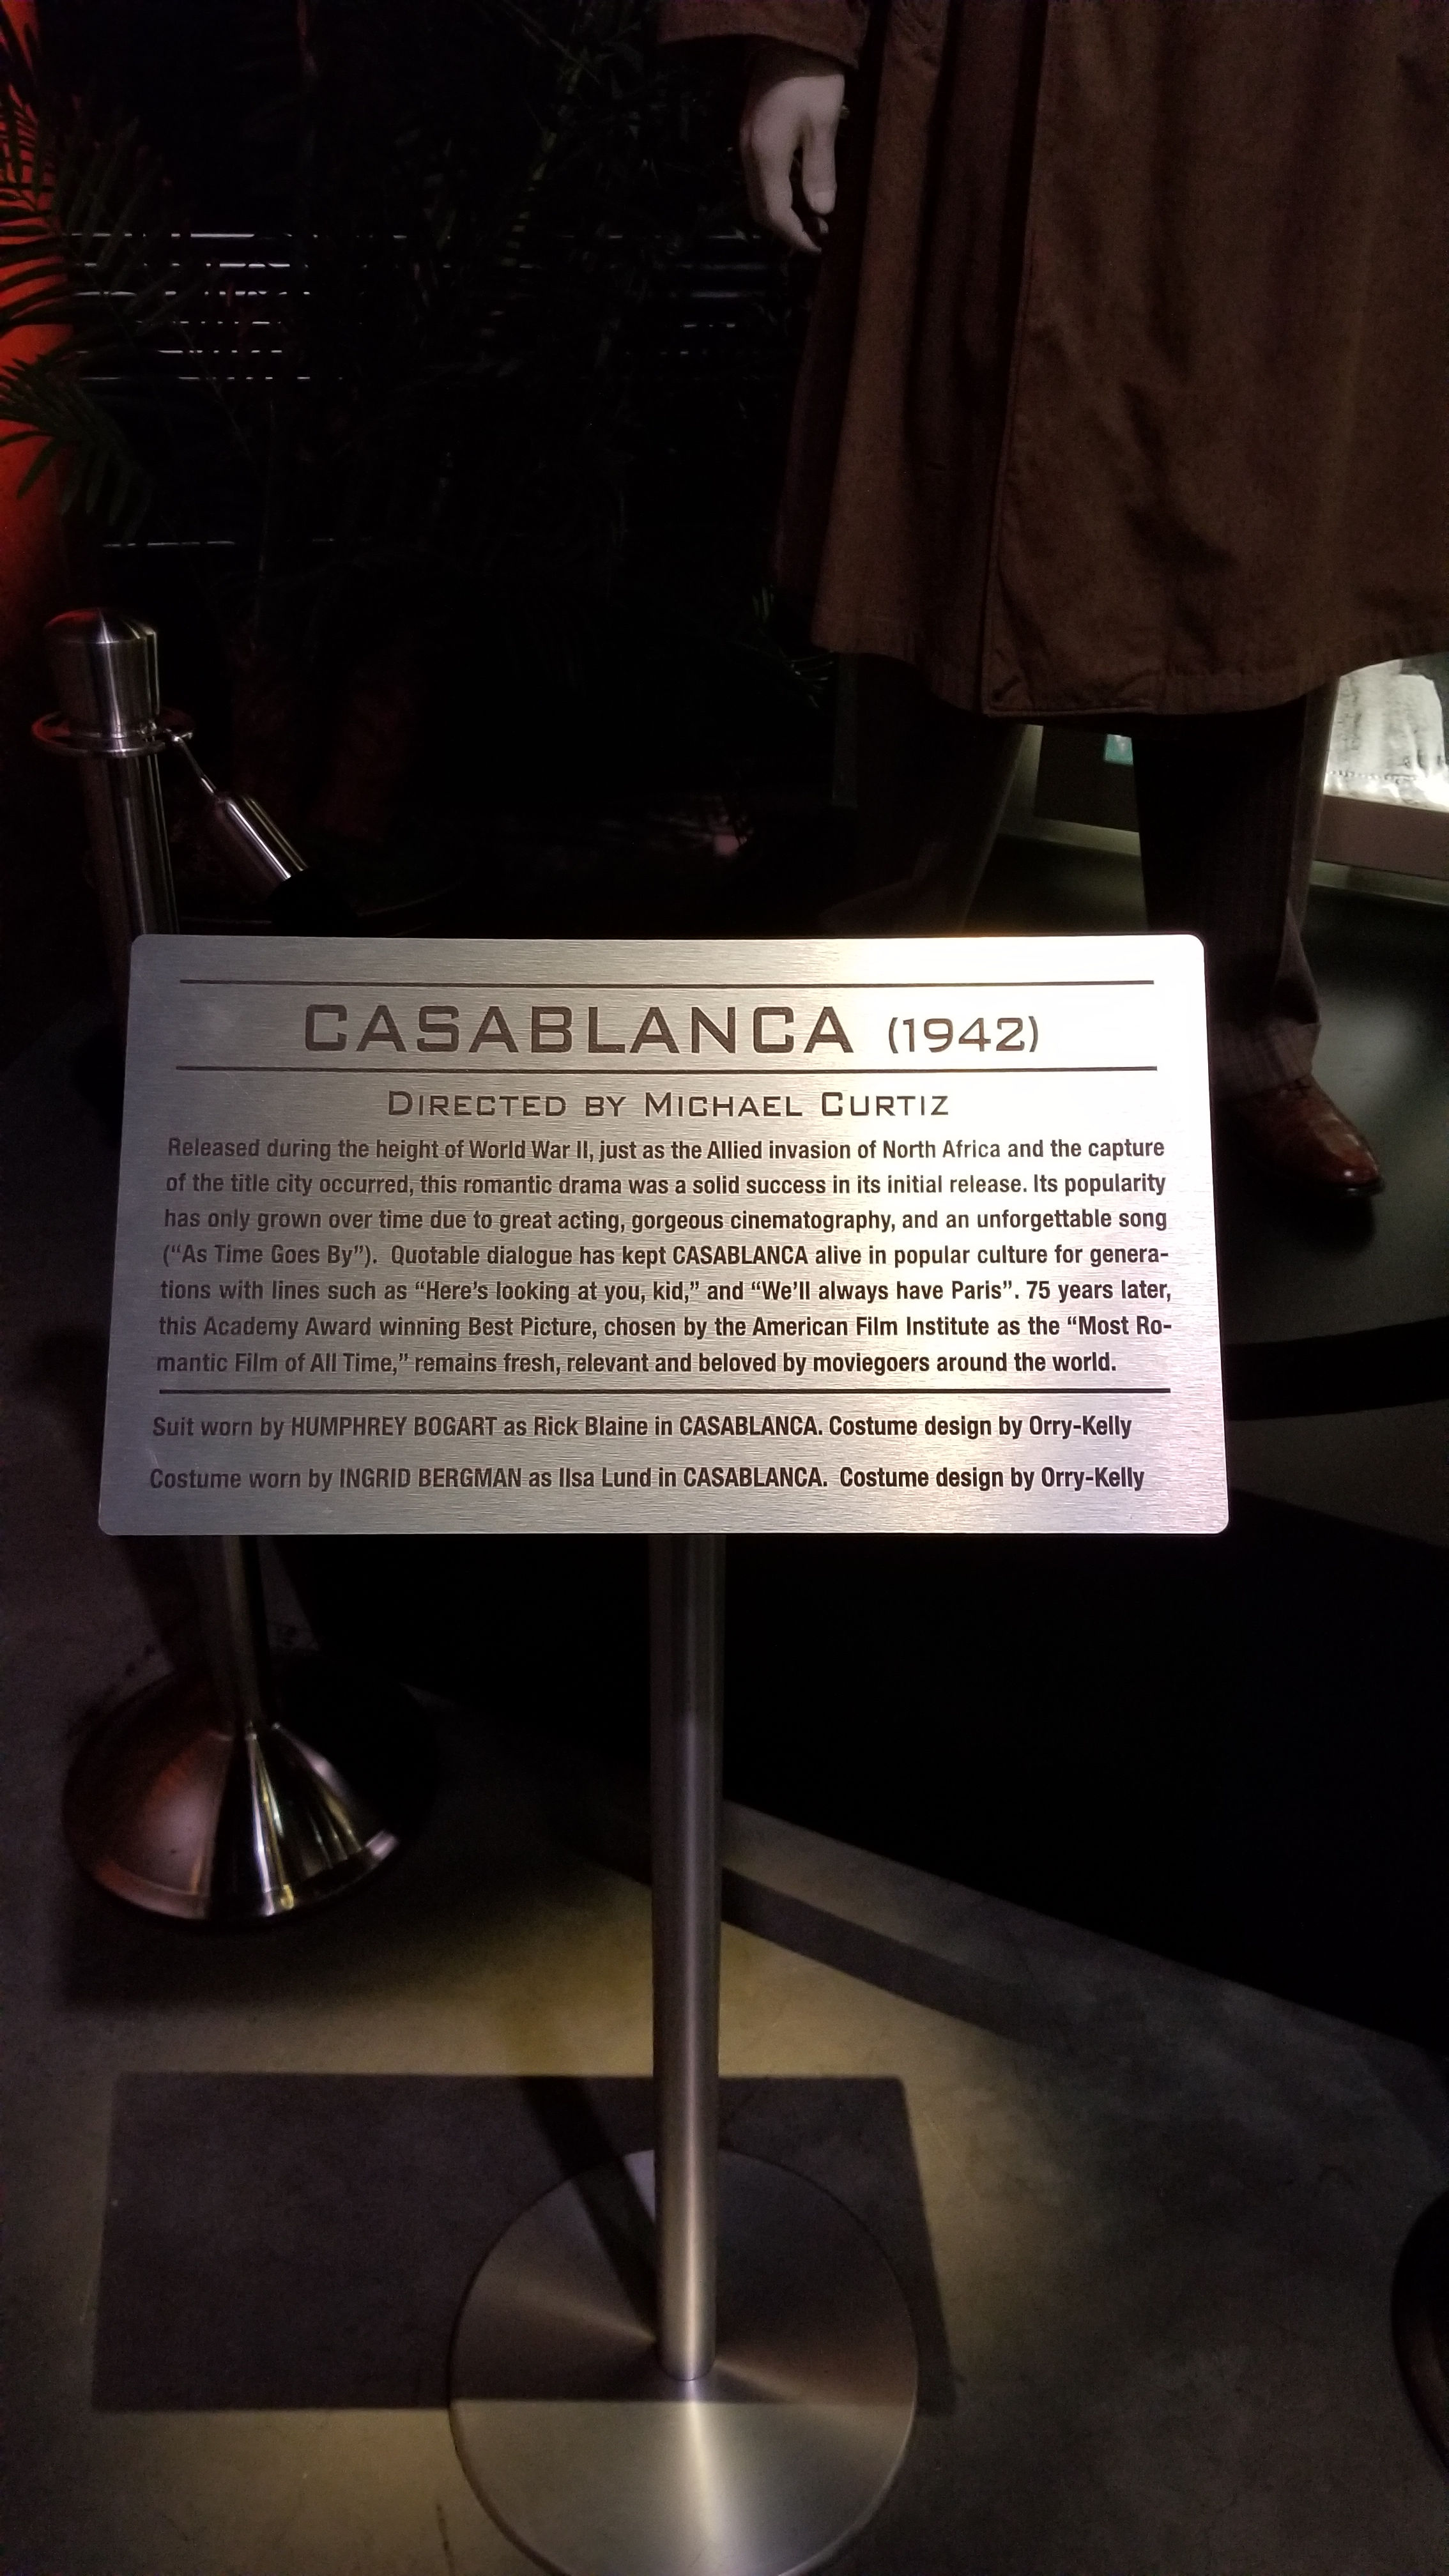 CASABLANCA (1942)
DIRECTED BY MICHAEL CURTIZ
Released during the height of World War II, just as the Allied invasion of North Africa and the capture
of the title city occurred, this romantic drama was a solid success in its initial release. Its popularity
has only grown over time due to great acting, gorgeous cinematography, and an unforgettable song
(“As Time Goes By”).  Quotable dialogue has kept CASABLANCA alive in popular culture for genera-
tions with lines such as “Here’s looking at you, kid,” and “We’ll always have Paris”. 75 years later,
this Academy Award winning Best Picture, chosen by the American Film Institute as the “Most Ro-
mantic Film of All Time,” remains fresh, relevant and beloved by moviegoers around the world.
Suit worn by HUMPHREY BOGART as Rick Blaine in CASABLANCA. Costume design by Orry-Kelly
Costume worn by INGRID BERGMAN as Ilsa Lund in CASABLANCA.  Costume design by Orry-Kelly